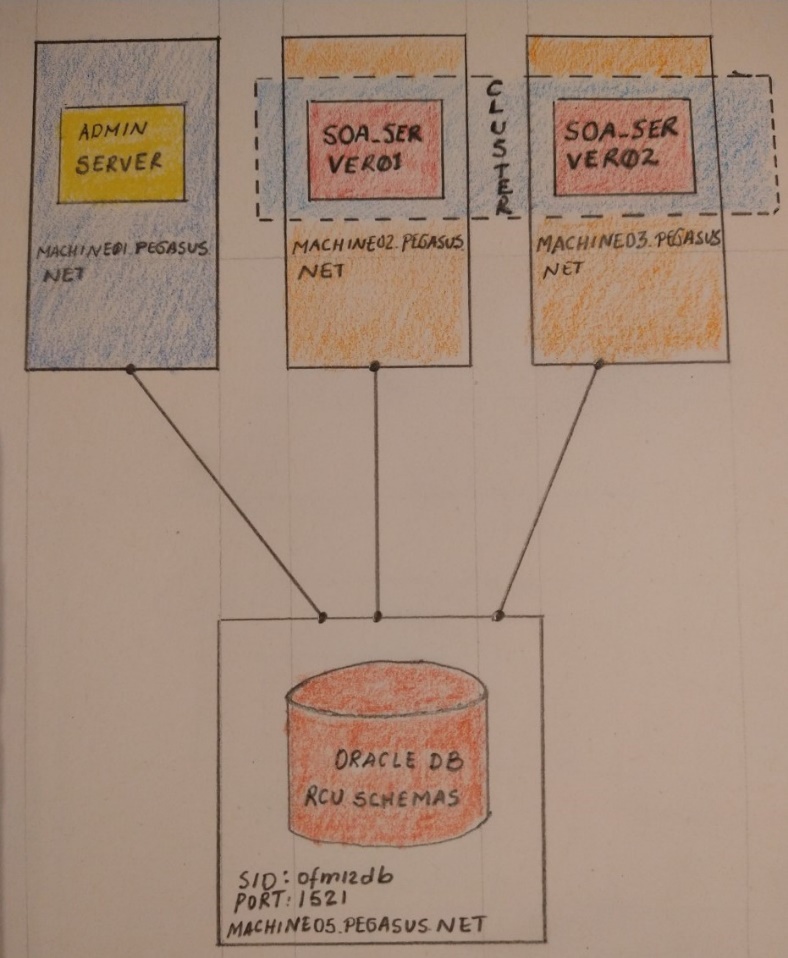 ADMIN
SERVER
MACHINE01.PEGASUS.
NET
SOA_SER
VER01
MACHINE02.PEGASUS.
NET
CLUSTER
SOA_SER
VER02
MACHINE03.PEGASUS
NET
ORACLE DB
RCU SCHEMAS
SID: ofm12db
PORT: 1521
MACHINE05.PEGASUS.NET